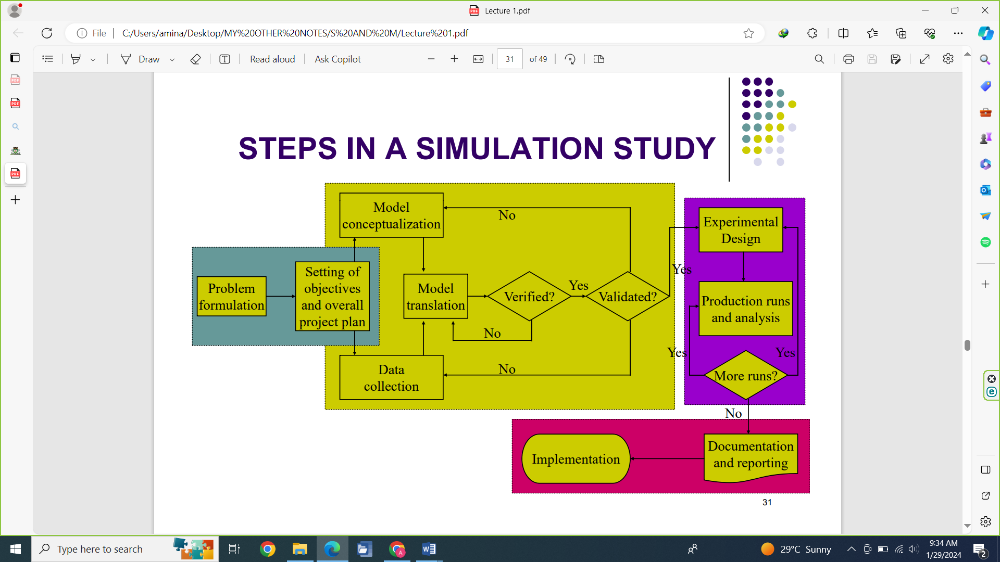 Lecture 1.pdf
File
C:/Users/amina/Desktop/MY%20OTHER%20NOTES/S%20AND%20M/Lecture%201.pdf
Draw
Read aloud
Ask Copilot
31
of 49
STEPS IN A SIMULATION STUDY
Model
conceptualization
No
Experimental
Design
Yes
Problem
formulation
Setting of
objectives
and overall
project plan
Model
translation
Verified?
Yes
Validated?
Production runs
and analysis
No
Data
collection
No
Yes
Yes
More runs?
No
Implementation
Documentation
and reporting
31
Type here to search
29°C Sunny
9:34 AM
1/29/2024
2